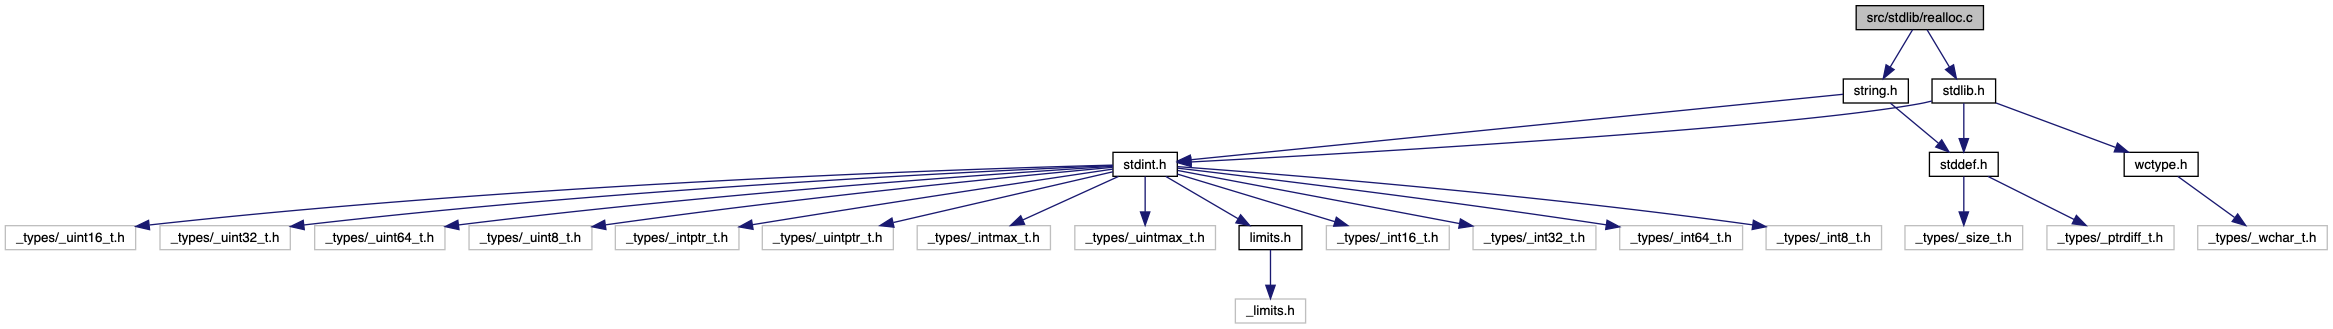 src/stdlib/realloc.c
string.h
stdlib.h
stdint.h
stddef.h
wctype.h
_types/_uint16_t.h
_types/_uint32_t.h
_types/_uint64_t.h
_types/_uint8_t.h
_types/_intptr_t.h
_types/_uintptr_t.h
_types/_intmax_t.h
_types/_uintmax_t.h
limits.h
_types/_int16_t.h
_types/_int32_t.h
_types/_int64_t.h
_types/_int8_t.h
_types/_size_t.h
_types/_ptrdiff_t.h
_types/_wchar_t.h
_limits.h